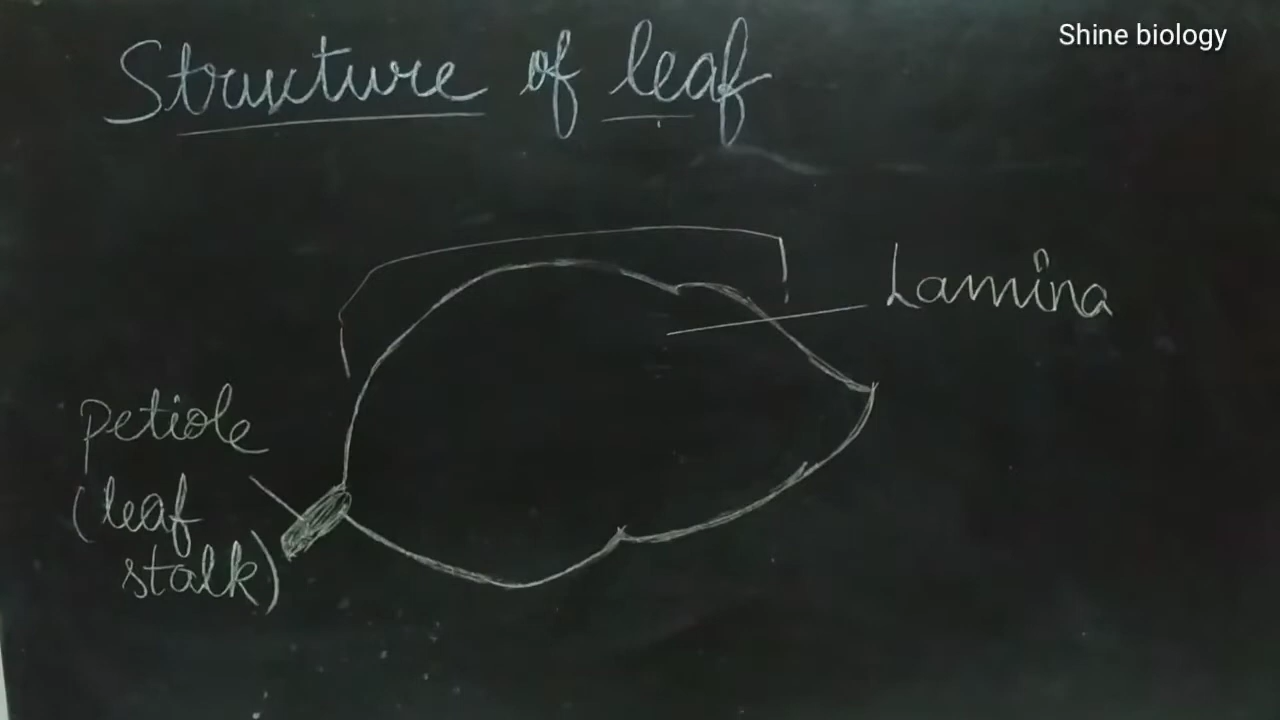 Shine biology
Structure of leaf
Lamina
Petiole
(leaf
stalk)